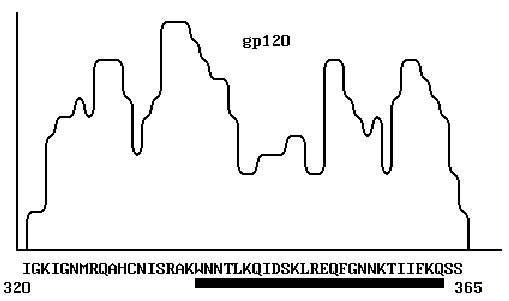 gp120
IGKIGNMRQAHCNISRAKWNNTLKQIDSKLREQFGNNKTIIFKQSS
320 365